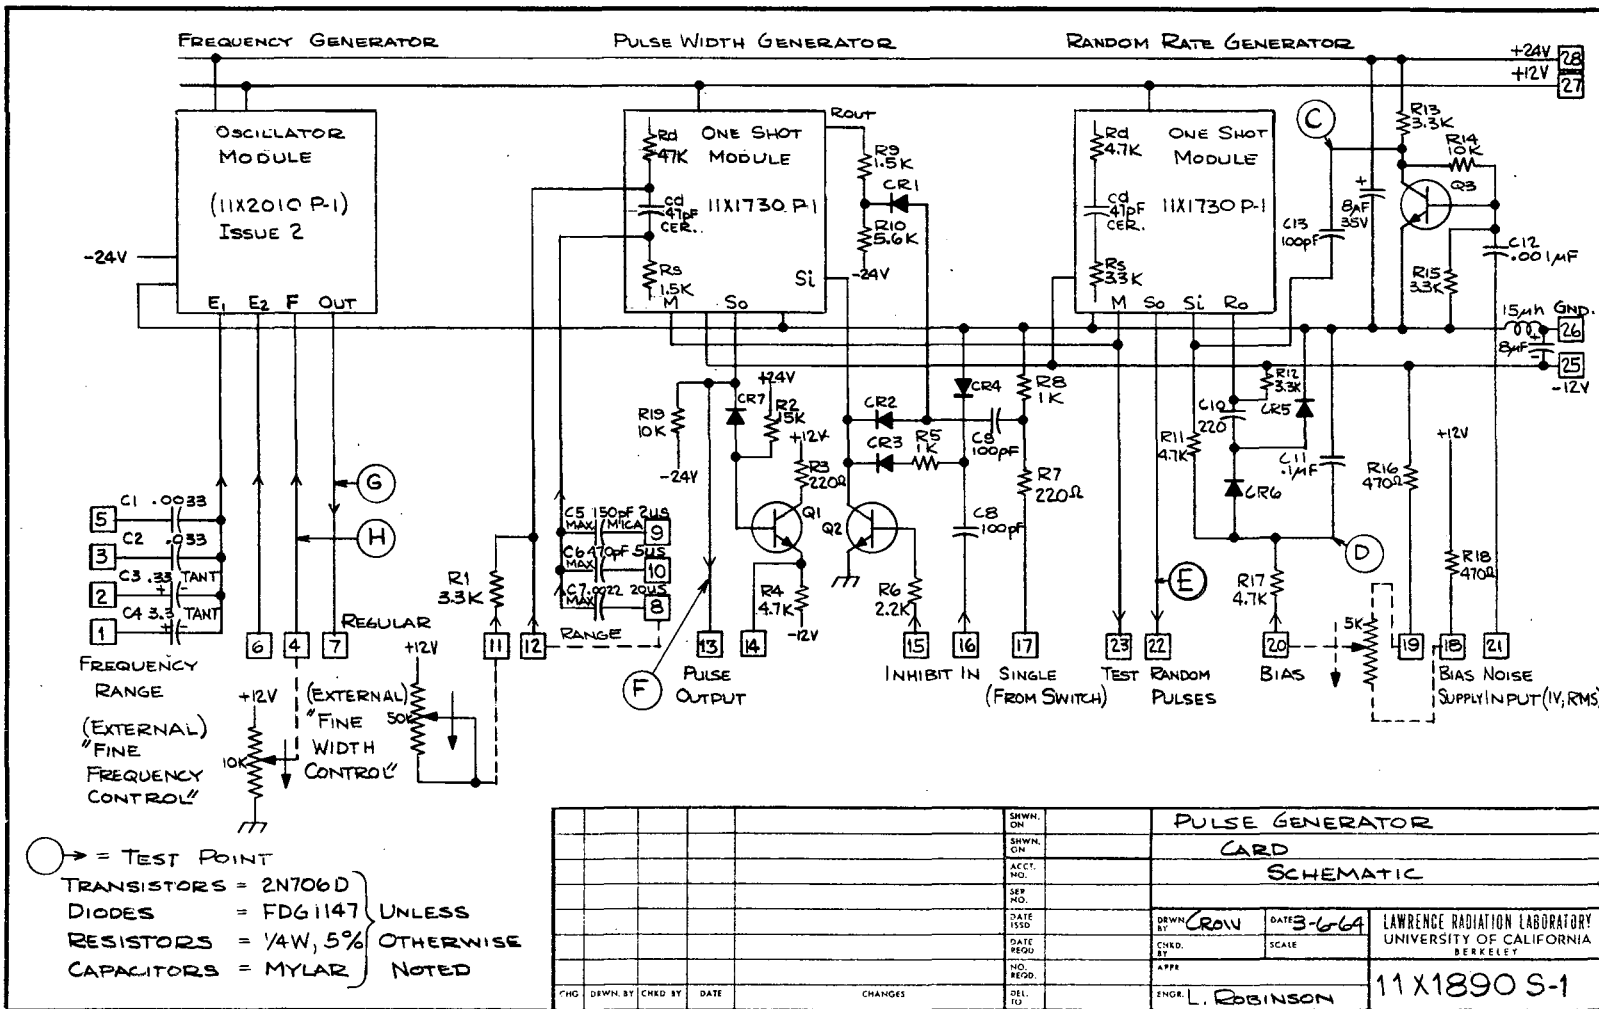 FREQUENCY GENERATOR
PULSE WIDTH GENERATOR
RANDOM RATE GENERATOR
+24V 28
+12V 27
OSCILLATOR
MODULE
(11X2010 P-1)
ISSUE 2
-24V
E1 E2 F OUT
Rd
47K
ONE SHOT
MODULE
Cd
47pF
CER.
11X1730 P-1
Rs
1.5K
M
So
Si
ROUT
R9
1.5K
CR1
R10
5.6K
-24V
Rd
4.7K
ONE SHOT
MODULE
Cd
47pF
CER.
11X1730 P-1
Rs
3.3K
M So Si Ro
C
C13
100pF
+
8µF
35V
R13
3.3K
R14
10K
Q3
C12
.001µF
R15
3.3K
15µh GND.
26
8µF + -
25
-12V
R19
10K
-24V
CR7
+24V
R2
15K
+12V
R3
220Ω
Q1
R4
4.7K
-12V
CR2
CR3
R5
1K
CR4
C9
100pF
R8
1K
R7
220Ω
C8
100pF
Q2
R6
2.2K
R11
4.7K
C10
220
R12
3.3K
CR5
C11
.1µF
CR6
D
R16
470Ω
+12V
R18
470Ω
R17
4.7K
E
G
H
F
5 C1 .0033
3 C2 .033
2 C3 .33 TANT + -
1 C4 3.3 TANT + -
C5 150pF 2µS
MAX MICA 9
C6 470pF 5µS
MAX 10
C7 .0022 20µS
MAX 8
R1
3.3K
RANGE
6 4 7 11 12 13 14 15 16 17 23 22 20 19 18 21
5K
FREQUENCY
RANGE
REGULAR
+12V
50K
(EXTERNAL)
"FINE
WIDTH
CONTROL"
+12V
10K
(EXTERNAL)
"FINE
FREQUENCY
CONTROL"
PULSE
OUTPUT
INHIBIT IN
SINGLE
(FROM SWITCH)
TEST
RANDOM
PULSES
BIAS
BIAS
SUPPLY
NOISE
INPUT (1V, RMS)
= TEST POINT
TRANSISTORS = 2N706D
DIODES = FDG1147
RESISTORS = 1/4W, 5%
CAPACITORS = MYLAR
UNLESS
OTHERWISE
NOTED
CHG DRWN. BY CHKD BY DATE CHANGES
SHWN. ON
SHWN. ON
ACCT. NO.
SER NO.
DATE ISSD
DATE REQD
NO. REQD.
DEL. TO
PULSE GENERATOR
CARD
SCHEMATIC
DRWN BY CROW DATE 3-6-64
CHKD. BY SCALE
APPR
ENGR. L. ROBINSON
LAWRENCE RADIATION LABORATORY
UNIVERSITY OF CALIFORNIA
BERKELEY
11X1890 S-1